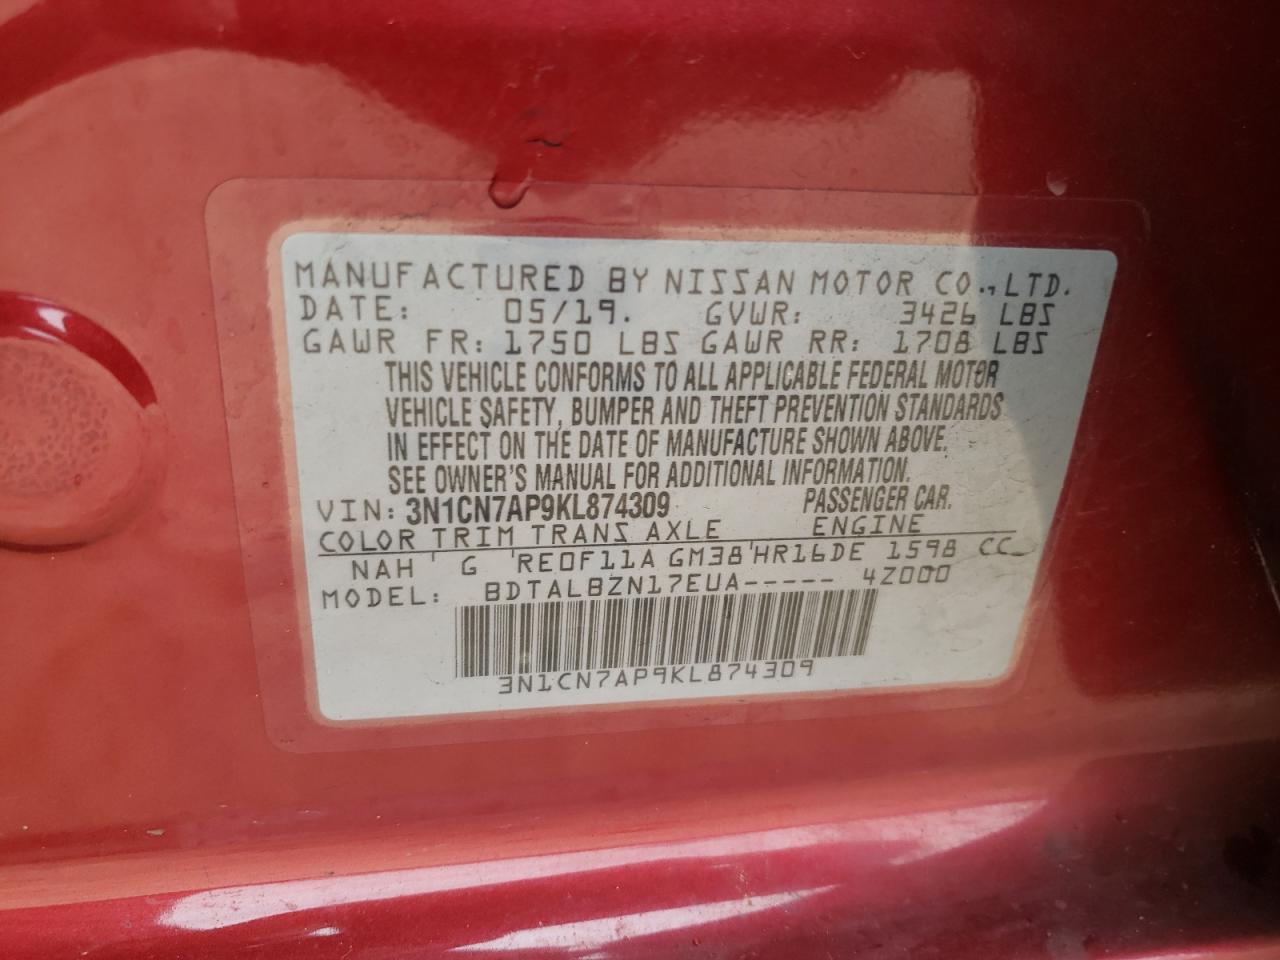 MANUFACTURED BY NISSAN MOTOR CO., LTD.
DATE: 05/19. GVWR: 3426 LBS
GAWR FR: 1750 LBS GAWR RR: 1708 LBS
THIS VEHICLE CONFORMS TO ALL APPLICABLE FEDERAL MOTOR
VEHICLE SAFETY, BUMPER AND THEFT PREVENTION STANDARDS
IN EFFECT ON THE DATE OF MANUFACTURE SHOWN ABOVE.
SEE OWNER'S MANUAL FOR ADDITIONAL INFORMATION.
VIN: 3N1CN7AP9KL874309 PASSENGER CAR.
COLOR TRIM TRANS AXLE ENGINE
NAH ' G 'RE0F11A GM38'HR16DE 1598 CC
MODEL: BDTALBZN17EUA----- 4Z000
3N1CN7AP9KL874309